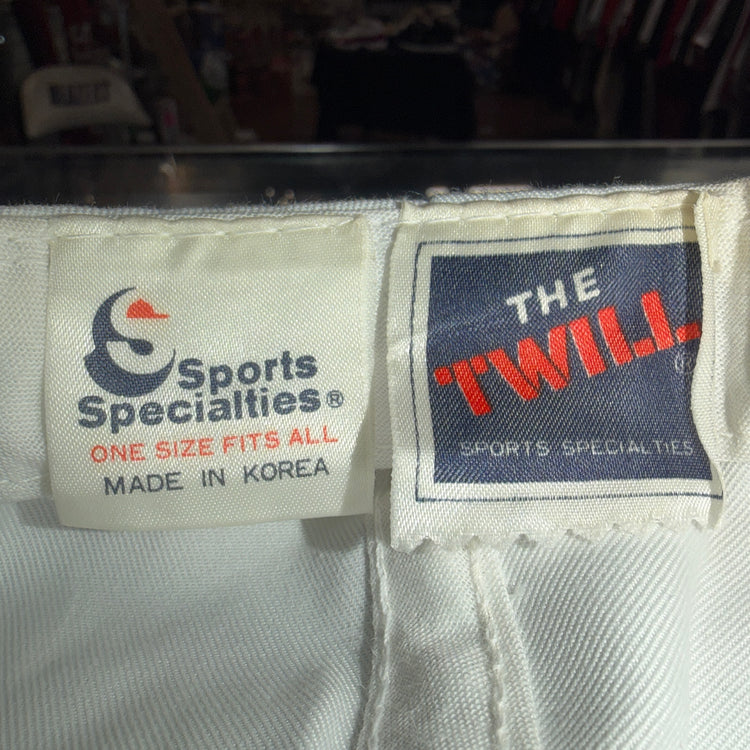 Sports
Specialties®
ONE SIZE FITS ALL
MADE IN KOREA
THE
TWILL
®
SPORTS SPECIALTIES